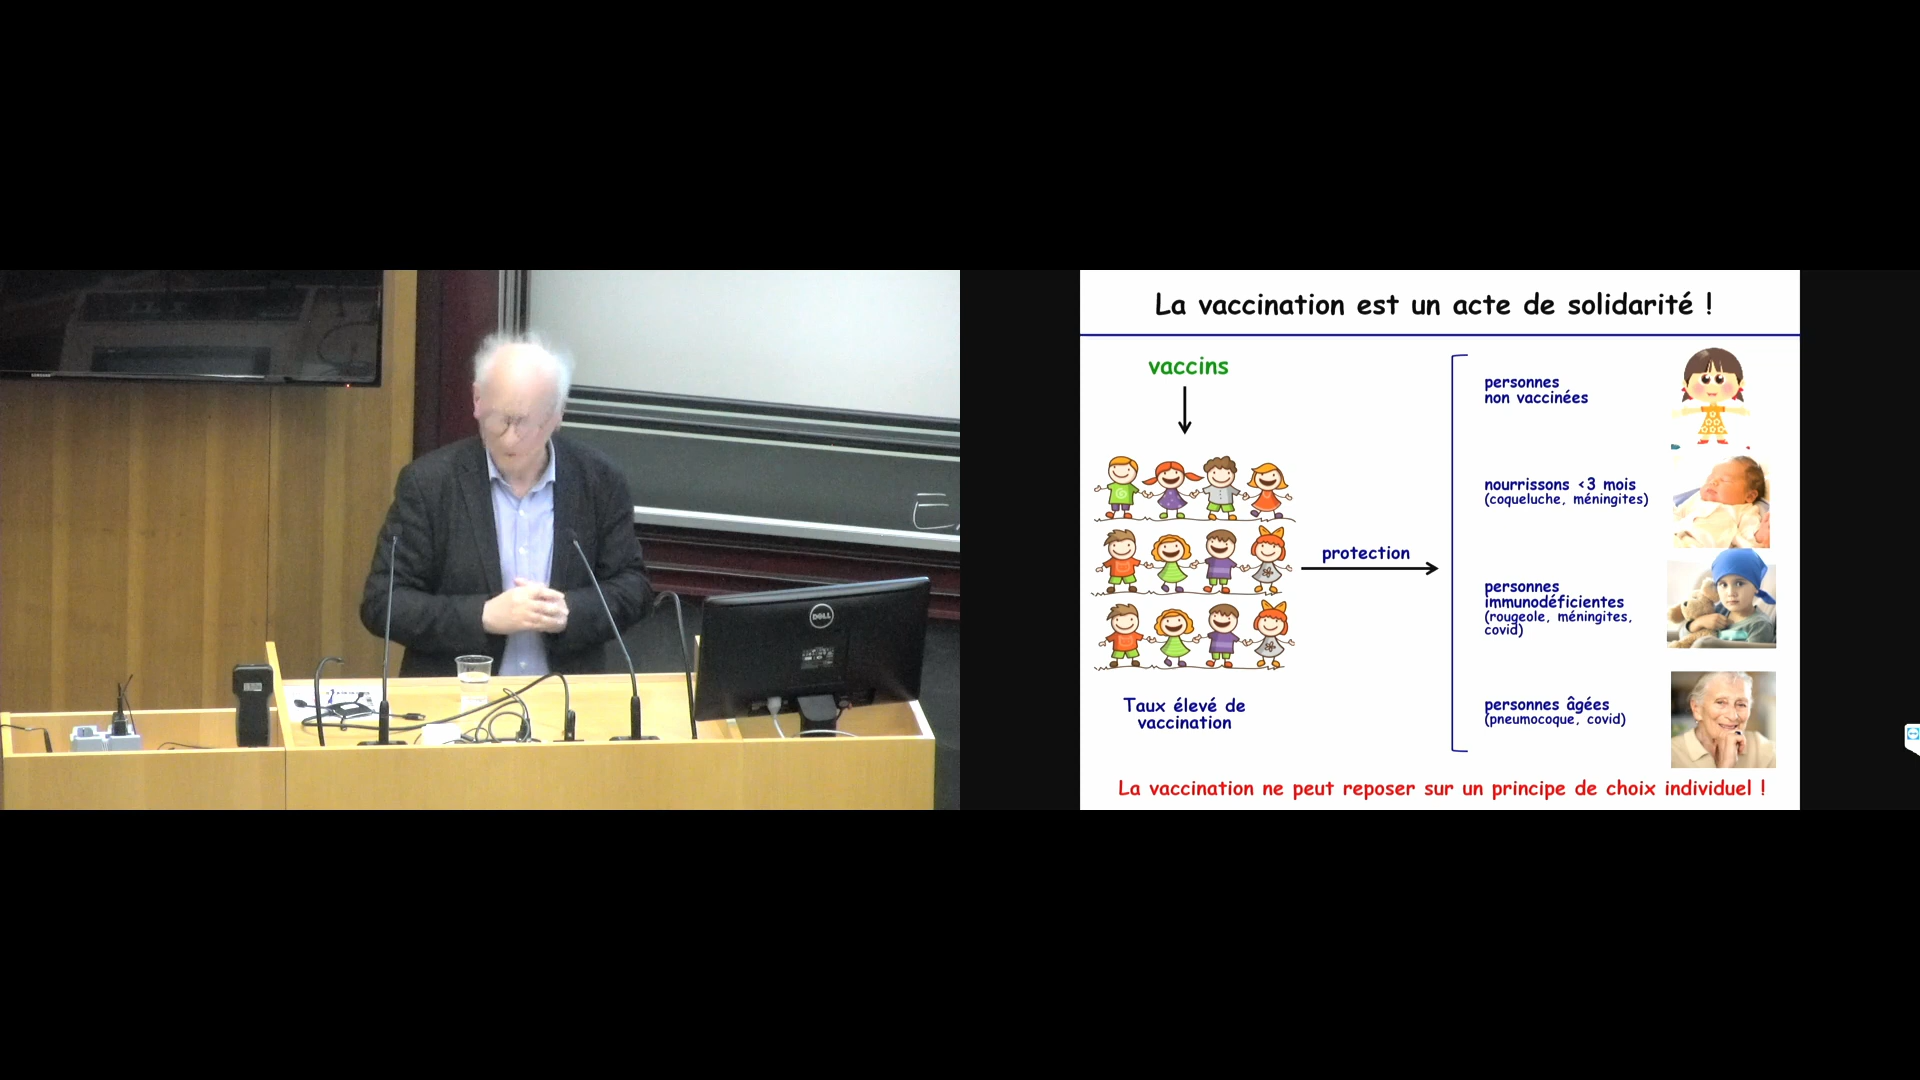 La vaccination est un acte de solidarité !
vaccins
protection
Taux élevé de
vaccination
personnes
non vaccinées
nourrissons <3 mois
(coqueluche, méningites)
personnes
immunodéficientes
(rougeole, méningites,
covid)
personnes âgées
(pneumocoque, covid)
La vaccination ne peut reposer sur un principe de choix individuel !
DELL
E